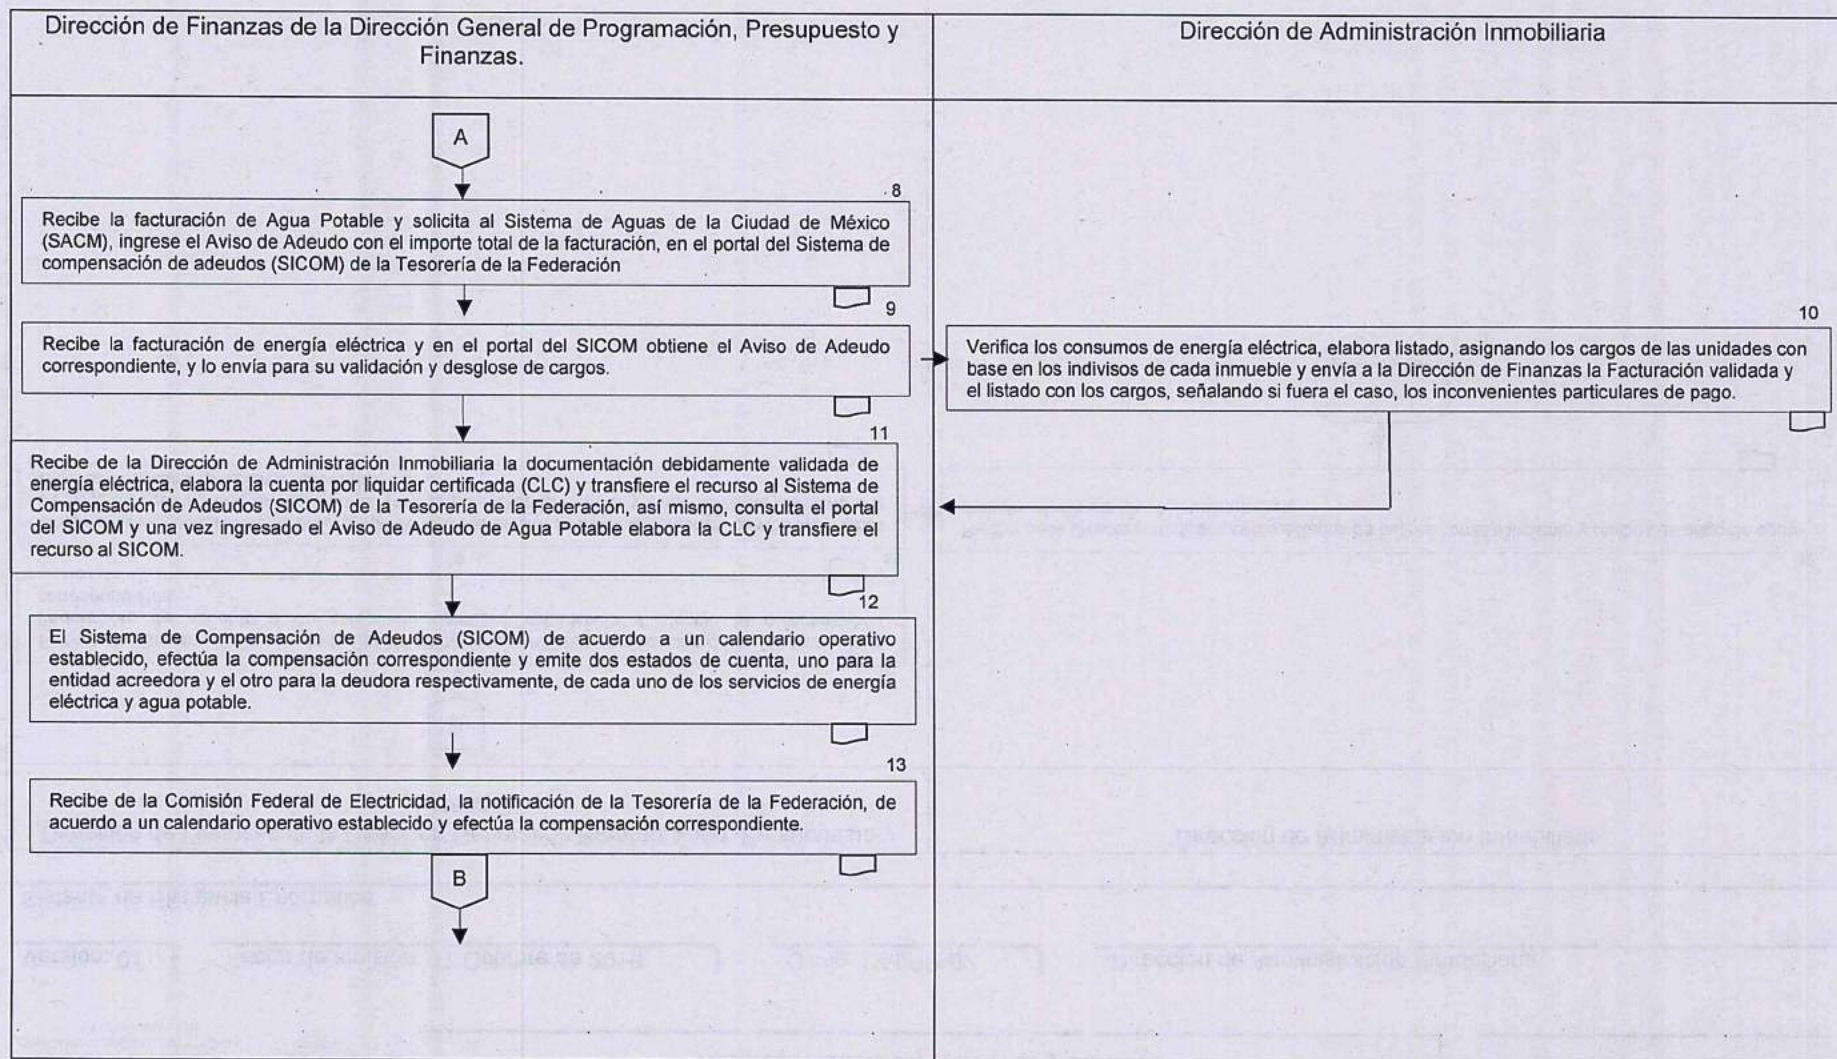 Dirección de Finanzas de la Dirección General de Programación, Presupuesto y
Finanzas.
Dirección de Administración Inmobiliaria
A
8
Recibe la facturación de Agua Potable y solicita al Sistema de Aguas de la Ciudad de México
(SACM), ingrese el Aviso de Adeudo con el importe total de la facturación, en el portal del Sistema de
compensación de adeudos (SICOM) de la Tesorería de la Federación
9
Recibe la facturación de energía eléctrica y en el portal del SICOM obtiene el Aviso de Adeudo
correspondiente, y lo envía para su validación y desglose de cargos.
10
Verifica los consumos de energía eléctrica, elabora listado, asignando los cargos de las unidades con
base en los indivisos de cada inmueble y envía a la Dirección de Finanzas la Facturación validada y
el listado con los cargos, señalando si fuera el caso, los inconvenientes particulares de pago.
11
Recibe de la Dirección de Administración Inmobiliaria la documentación debidamente validada de
energía eléctrica, elabora la cuenta por liquidar certificada (CLC) y transfiere el recurso al Sistema de
Compensación de Adeudos (SICOM) de la Tesorería de la Federación, así mismo, consulta el portal
del SICOM y una vez ingresado el Aviso de Adeudo de Agua Potable elabora la CLC y transfiere el
recurso al SICOM.
12
El Sistema de Compensación de Adeudos (SICOM) de acuerdo a un calendario operativo
establecido, efectúa la compensación correspondiente y emite dos estados de cuenta, uno para la
entidad acreedora y el otro para la deudora respectivamente, de cada uno de los servicios de energía
eléctrica y agua potable.
13
Recibe de la Comisión Federal de Electricidad, la notificación de la Tesorería de la Federación, de
acuerdo a un calendario operativo establecido y efectúa la compensación correspondiente.
B